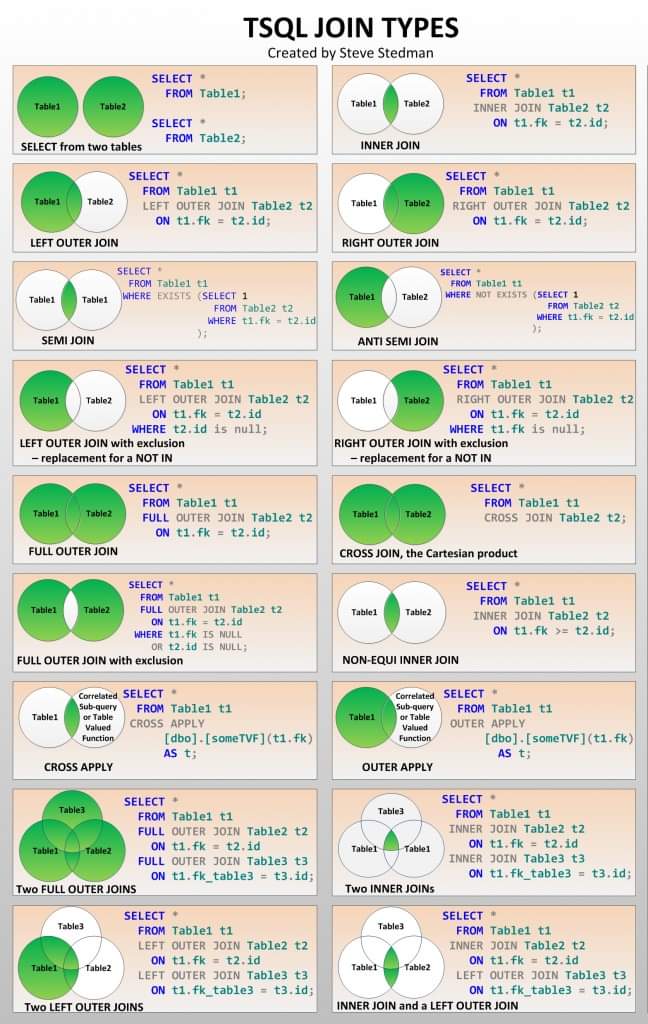 TSQL JOIN TYPES
Created by Steve Stedman
Table1 Table2
SELECT *
FROM Table1;
SELECT *
FROM Table2;
SELECT from two tables
Table1 Table2
SELECT *
FROM Table1 t1
INNER JOIN Table2 t2
ON t1.fk = t2.id;
INNER JOIN
Table1 Table2
SELECT *
FROM Table1 t1
LEFT OUTER JOIN Table2 t2
ON t1.fk = t2.id;
LEFT OUTER JOIN
Table1 Table2
SELECT *
FROM Table1 t1
RIGHT OUTER JOIN Table2 t2
ON t1.fk = t2.id;
RIGHT OUTER JOIN
Table1 Table1
SELECT *
FROM Table1 t1
WHERE EXISTS (SELECT 1
FROM Table2 t2
WHERE t1.fk = t2.id
);
SEMI JOIN
Table1 Table2
SELECT *
FROM Table1 t1
WHERE NOT EXISTS (SELECT 1
FROM Table2 t2
WHERE t1.fk = t2.id
);
ANTI SEMI JOIN
Table1 Table2
SELECT *
FROM Table1 t1
LEFT OUTER JOIN Table2 t2
ON t1.fk = t2.id
WHERE t2.id is null;
LEFT OUTER JOIN with exclusion
– replacement for a NOT IN
Table1 Table2
SELECT *
FROM Table1 t1
RIGHT OUTER JOIN Table2 t2
ON t1.fk = t2.id
WHERE t1.fk is null;
RIGHT OUTER JOIN with exclusion
– replacement for a NOT IN
Table1 Table2
SELECT *
FROM Table1 t1
FULL OUTER JOIN Table2 t2
ON t1.fk = t2.id;
FULL OUTER JOIN
Table1 Table2
SELECT *
FROM Table1 t1
CROSS JOIN Table2 t2;
CROSS JOIN, the Cartesian product
Table1 Table2
SELECT *
FROM Table1 t1
FULL OUTER JOIN Table2 t2
ON t1.fk = t2.id
WHERE t1.fk IS NULL
OR t2.id IS NULL;
FULL OUTER JOIN with exclusion
Table1 Table2
SELECT *
FROM Table1 t1
INNER JOIN Table2 t2
ON t1.fk >= t2.id;
NON-EQUI INNER JOIN
Table1
Correlated
Sub-query
or Table
Valued
Function
SELECT *
FROM Table1 t1
CROSS APPLY
[dbo].[someTVF](t1.fk)
AS t;
CROSS APPLY
Table1
Correlated
Sub-query
or Table
Valued
Function
SELECT *
FROM Table1 t1
OUTER APPLY
[dbo].[someTVF](t1.fk)
AS t;
OUTER APPLY
Table3
Table1 Table2
SELECT *
FROM Table1 t1
FULL OUTER JOIN Table2 t2
ON t1.fk = t2.id
FULL OUTER JOIN Table3 t3
ON t1.fk_table3 = t3.id;
Two FULL OUTER JOINS
Table3
Table1 Table1
SELECT *
FROM Table1 t1
INNER JOIN Table2 t2
ON t1.fk = t2.id
INNER JOIN Table3 t3
ON t1.fk_table3 = t3.id;
Two INNER JOINs
Table3
Table1 Table2
SELECT *
FROM Table1 t1
LEFT OUTER JOIN Table2 t2
ON t1.fk = t2.id
LEFT OUTER JOIN Table3 t3
ON t1.fk_table3 = t3.id;
Two LEFT OUTER JOINS
Table3
Table1 Table2
SELECT *
FROM Table1 t1
INNER JOIN Table2 t2
ON t1.fk = t2.id
LEFT OUTER JOIN Table3 t3
ON t1.fk_table3 = t3.id;
INNER JOIN and a LEFT OUTER JOIN